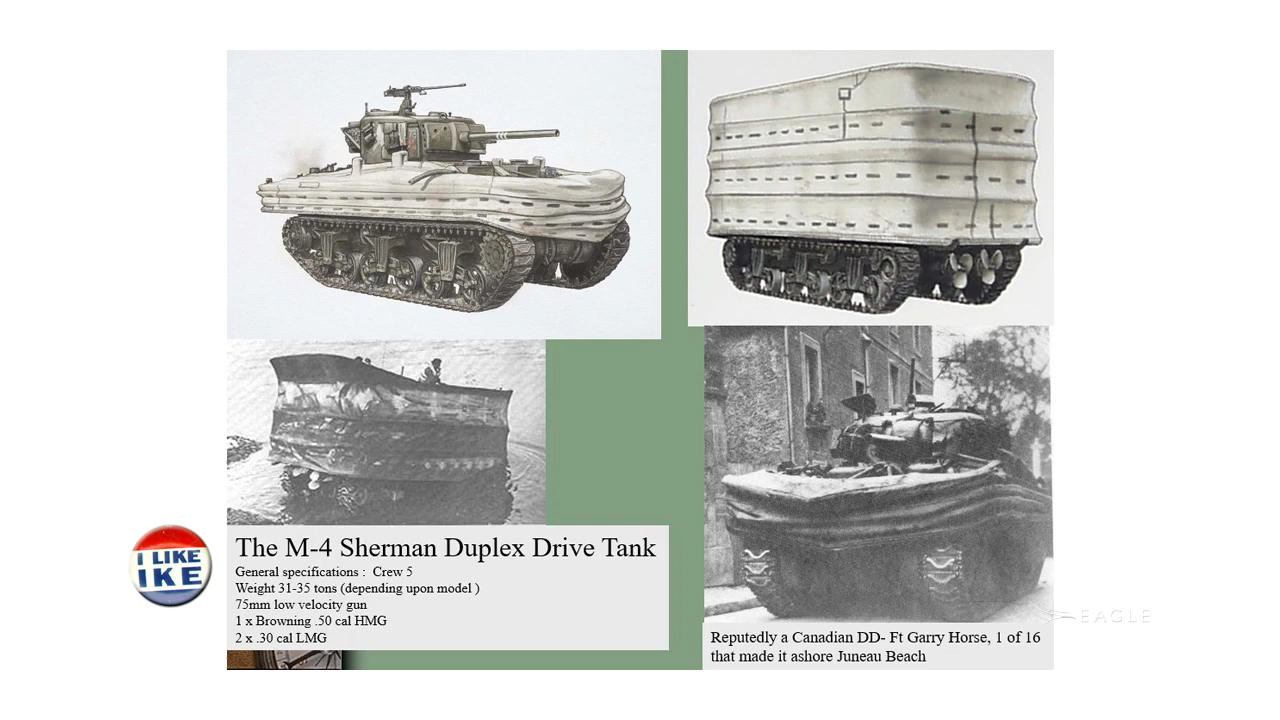 I LIKE
IKE
The M-4 Sherman Duplex Drive Tank
General specifications :  Crew 5
Weight 31-35 tons (depending upon model )
75mm low velocity gun
1 x Browning .50 cal HMG
2 x .30 cal LMG
EAGLE
Reputedly a Canadian DD- Ft Garry Horse, 1 of 16
that made it ashore Juneau Beach